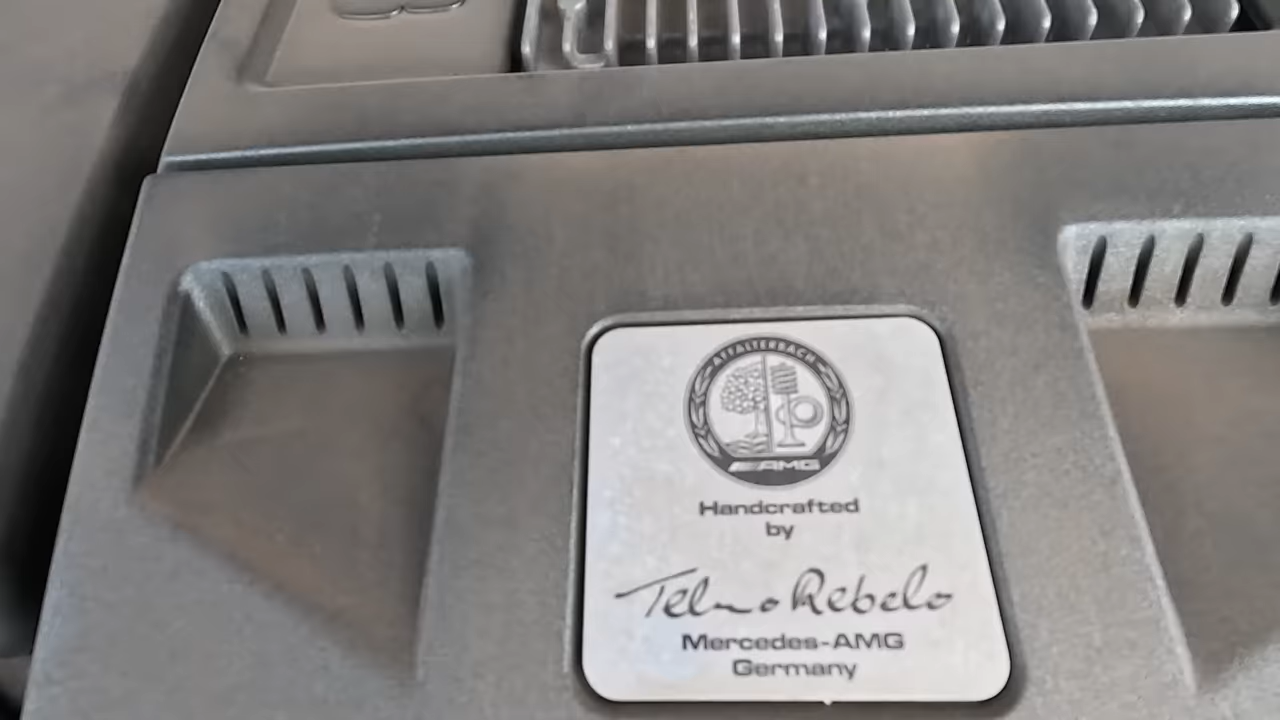 AFFALTERBACH
AMG
Handcrafted
by
Telmo Rebelo
Mercedes-AMG
Germany